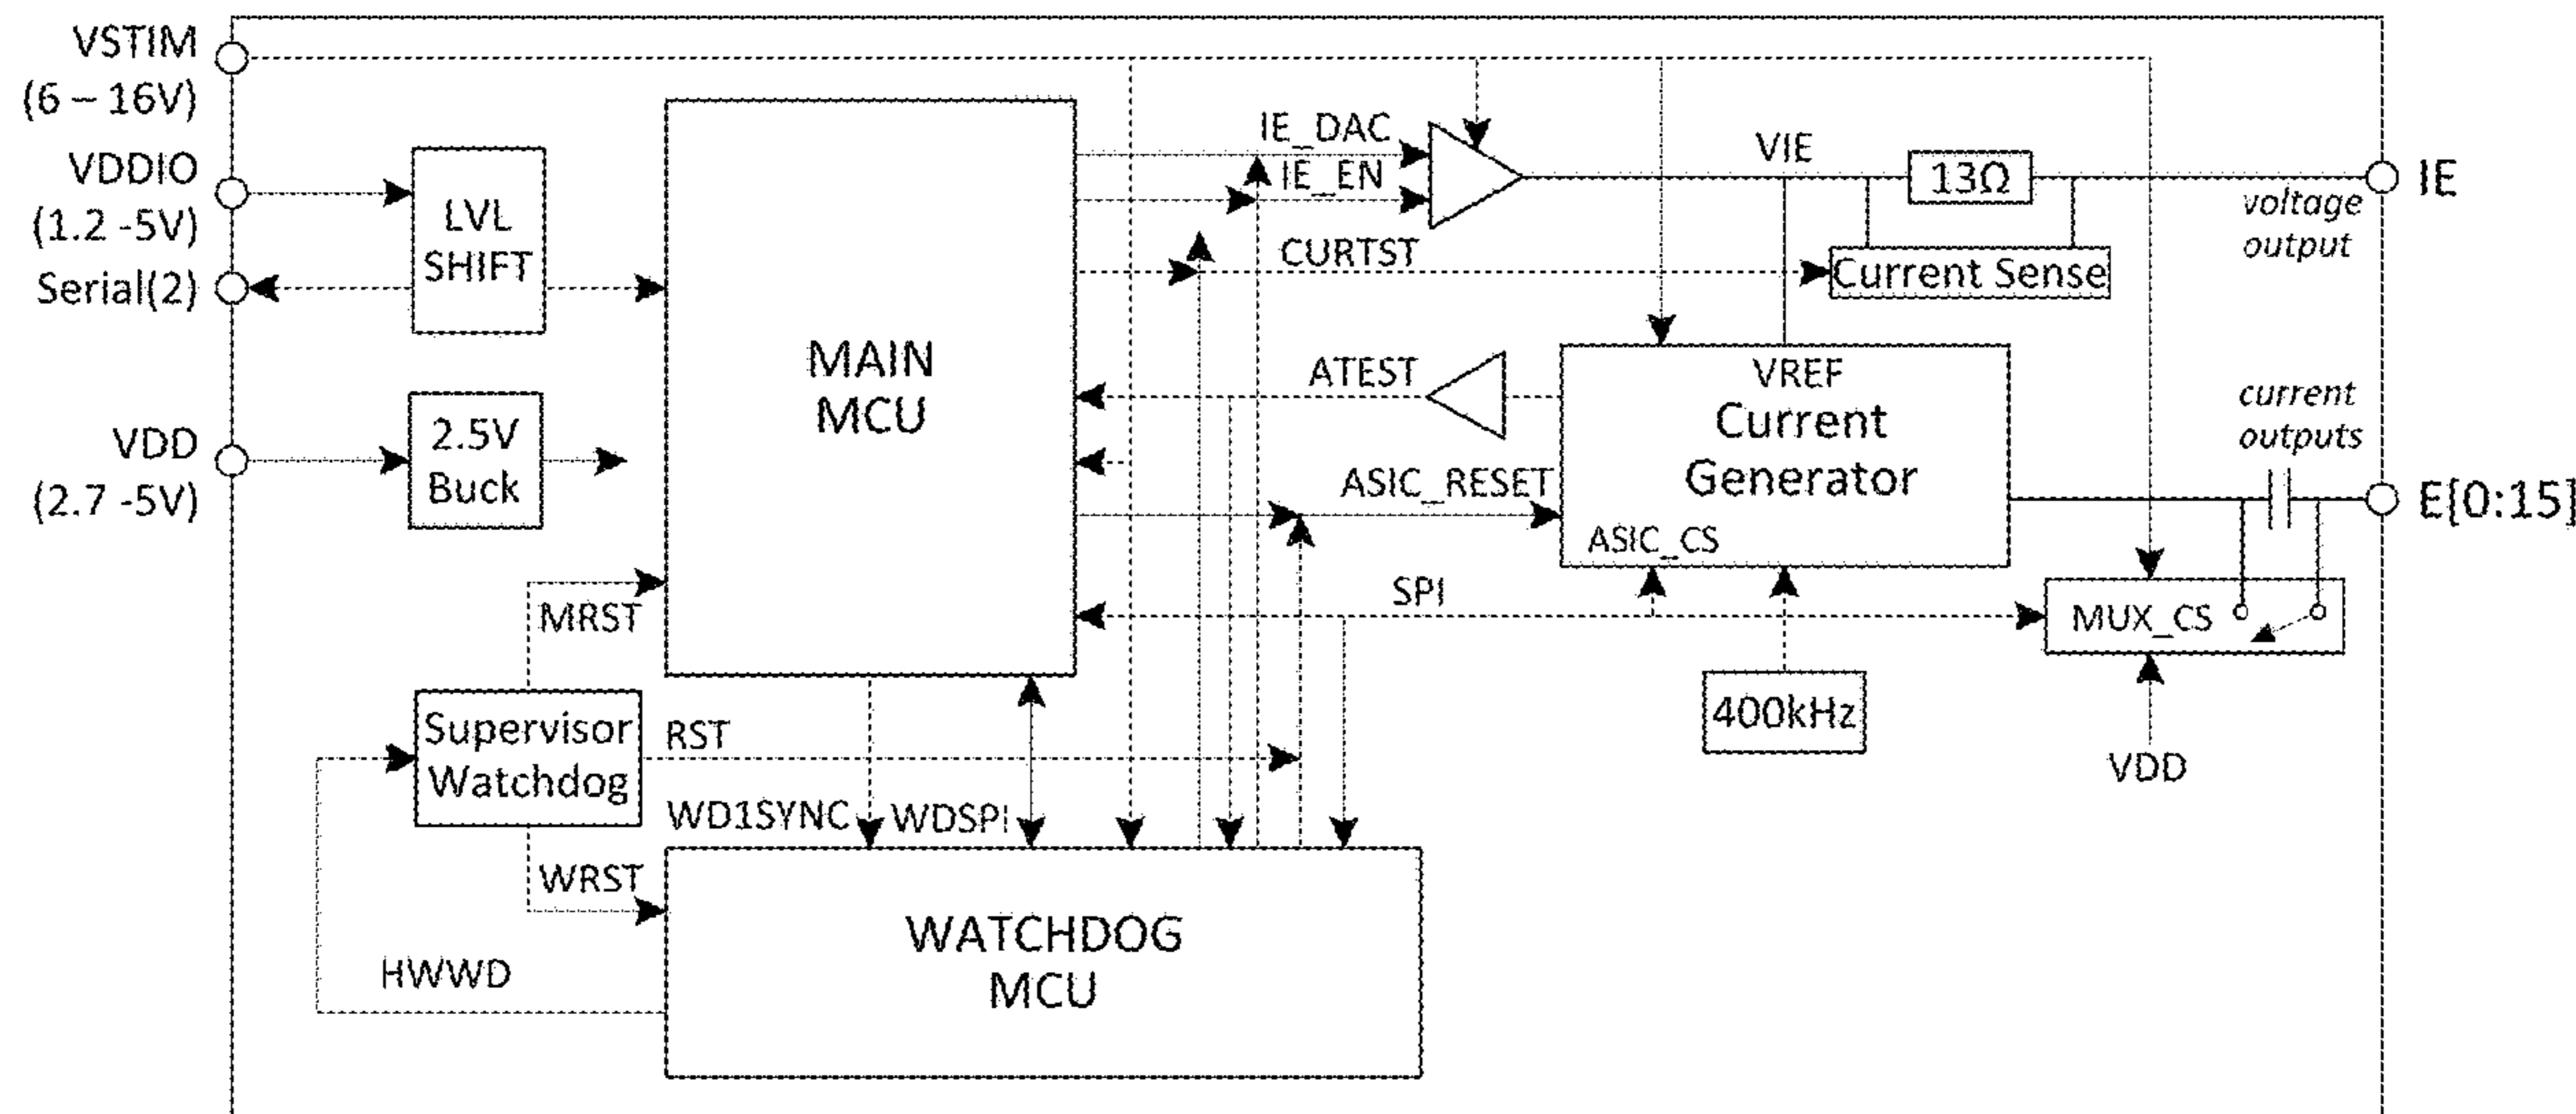 VSTIM
(6 – 16V)
VDDIO
(1.2 -5V)
Serial(2)
VDD
(2.7 -5V)
LVL
SHIFT
2.5V
Buck
MAIN
MCU
IE_DAC
IE_EN
CURTST
ATEST
ASIC_RESET
SPI
VIE
13Ω
IE
voltage
output
Current Sense
VREF
Current
Generator
ASIC_CS
current
outputs
E[0:15]
MUX_CS
400kHz
VDD
MRST
Supervisor
Watchdog
RST
WD1SYNC
WDSPI
WRST
HWWD
WATCHDOG
MCU